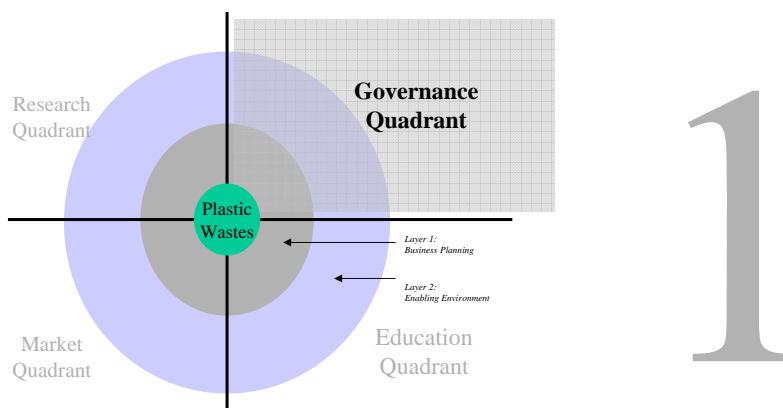 Governance
Quadrant
Research
Quadrant
Plastic
Wastes
Layer 1:
Business Planning
Layer 2:
Enabling Environment
Market
Quadrant
Education
Quadrant
1